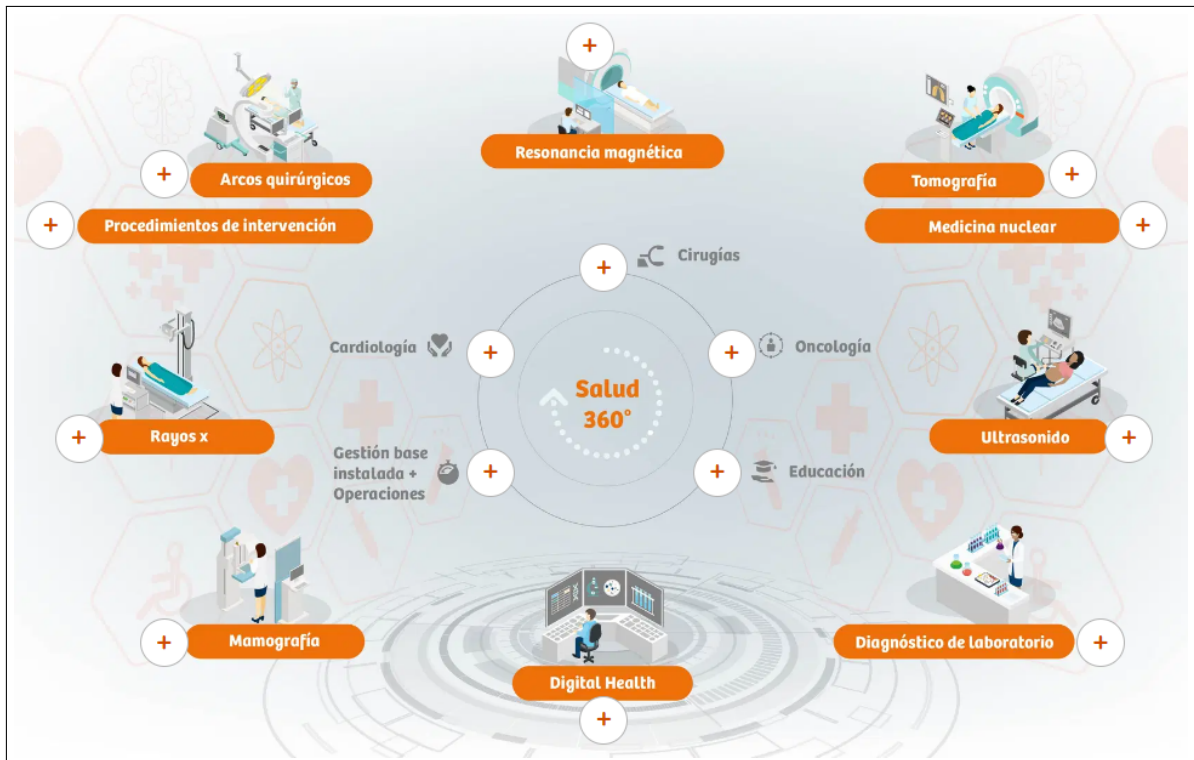 Resonancia magnética
Arcos quirúrgicos
Tomografía
Procedimientos de intervención
Medicina nuclear
Cirugías
Cardiología
Oncología
Salud
360°
Rayos x
Ultrasonido
Gestión base
instalada +
Operaciones
Educación
Mamografía
Diagnóstico de laboratorio
Digital Health